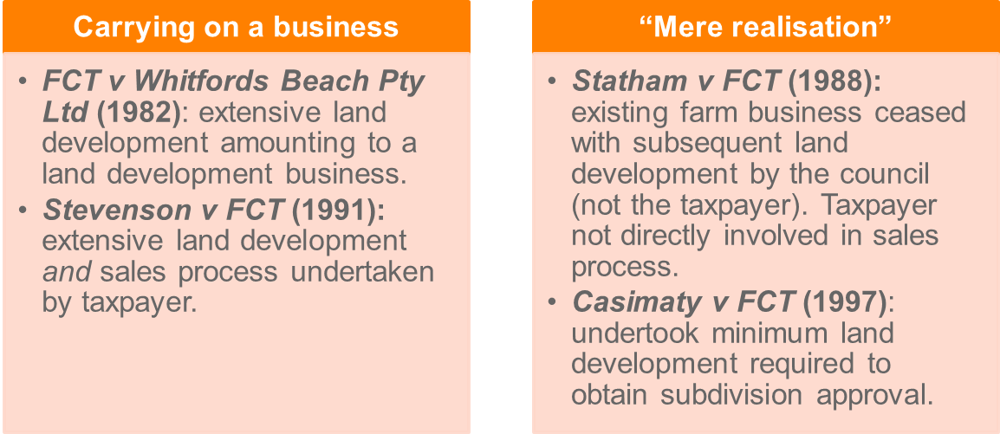 Carrying on a business
• FCT v Whitfords Beach Pty
Ltd (1982): extensive land
development amounting to a
land development business.
• Stevenson v FCT (1991):
extensive land development
and sales process undertaken
by taxpayer.
“Mere realisation”
• Statham v FCT (1988):
existing farm business ceased
with subsequent land
development by the council
(not the taxpayer). Taxpayer
not directly involved in sales
process.
• Casimaty v FCT (1997):
undertook minimum land
development required to
obtain subdivision approval.